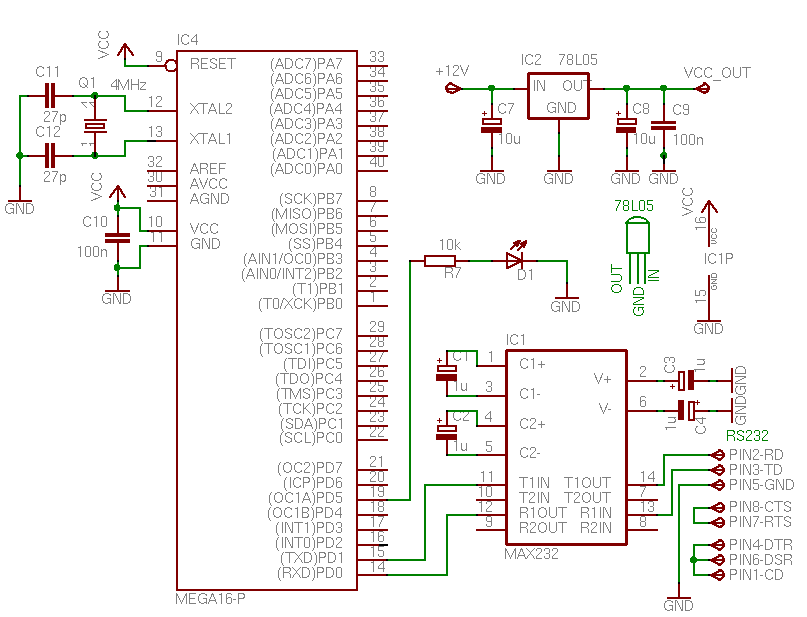 IC4
VCC
9
RESET
(ADC7)PA7
33
(ADC6)PA6
34
(ADC5)PA5
35
(ADC4)PA4
36
(ADC3)PA3
37
(ADC2)PA2
38
(ADC1)PA1
39
(ADC0)PA0
40
C11
27p
C12
27p
Q1
4MHz
12
XTAL2
13
XTAL1
GND
32
AREF
30
AVCC
31
AGND
VCC
C10
100n
10
VCC
11
GND
GND
(SCK)PB7
8
(MISO)PB6
7
(MOSI)PB5
6
(SS)PB4
5
(AIN1/OC0)PB3
4
(AIN0/INT2)PB2
3
(T1)PB1
2
(T0/XCK)PB0
1
(TOSC2)PC7
29
(TOSC1)PC6
28
(TDI)PC5
27
(TDO)PC4
26
(TMS)PC3
25
(TCK)PC2
24
(SDA)PC1
23
(SCL)PC0
22
(OC2)PD7
21
(ICP)PD6
20
(OC1A)PD5
19
(OC1B)PD4
18
(INT1)PD3
17
(INT0)PD2
16
(TXD)PD1
15
(RXD)PD0
14
MEGA16-P
+12V
IC2
78L05
IN
OUT
GND
VCC_OUT
C7
10u
C8
10u
C9
100n
GND
GND
GND
GND
10k
R7
D1
GND
78L05
OUT
GND
IN
VCC
16
VCC
IC1P
15
GND
GND
IC1
C1
1u
C2
1u
1
C1+
3
C1-
4
C2+
5
C2-
11
T1IN
10
T2IN
12
R1OUT
9
R2OUT
V+
2
V-
6
T1OUT
14
T2OUT
7
R1IN
13
R2IN
8
MAX232
C3
1u
GND
1u
C4
GND
RS232
PIN2-RD
PIN3-TD
PIN5-GND
PIN8-CTS
PIN7-RTS
PIN4-DTR
PIN6-DSR
PIN1-CD
GND